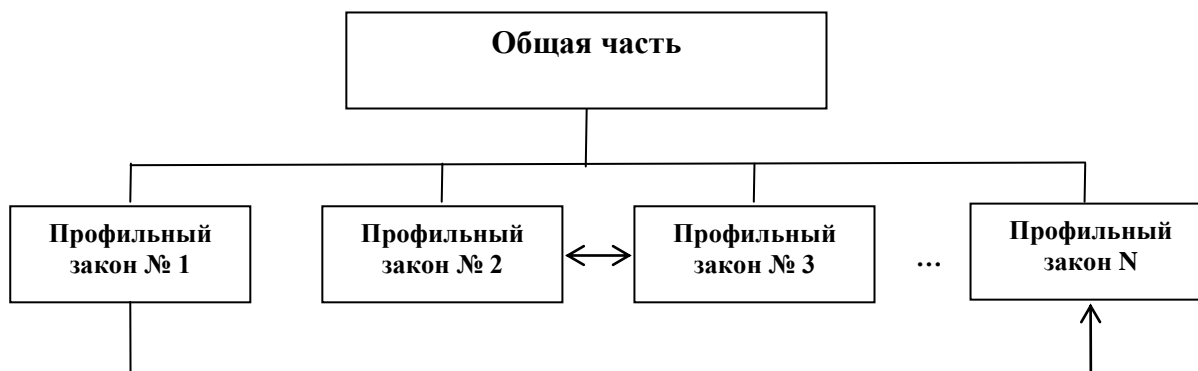 Общая часть
Профильный
закон № 1
Профильный
закон № 2
Профильный
закон № 3
...
Профильный
закон N